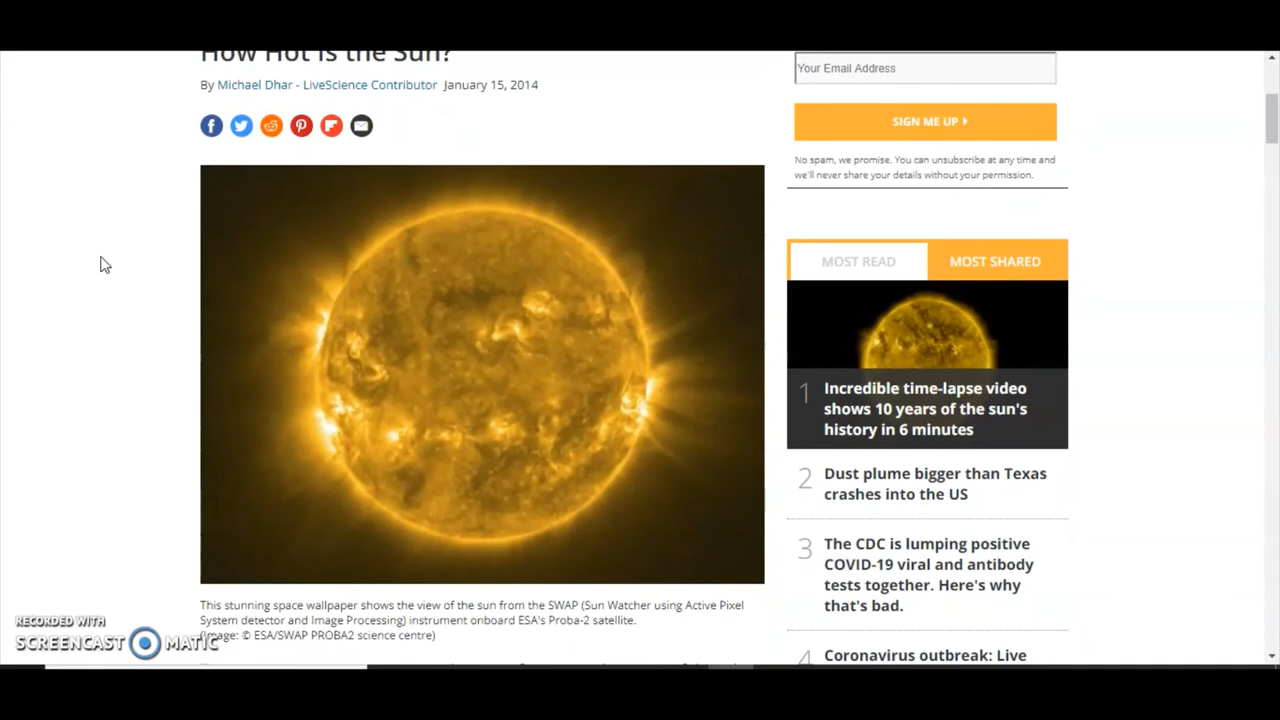 How Hot Is the Sun?
By Michael Dhar - LiveScience Contributor January 15, 2014
This stunning space wallpaper shows the view of the sun from the SWAP (Sun Watcher using Active Pixel
System detector and Image Processing) instrument onboard ESA's Proba-2 satellite.
(Image: © ESA/SWAP PROBA2 science centre)
Your Email Address
SIGN ME UP
No spam, we promise. You can unsubscribe at any time and
we'll never share your details without your permission.
MOST READ
MOST SHARED
1
Incredible time-lapse video
shows 10 years of the sun's
history in 6 minutes
2
Dust plume bigger than Texas
crashes into the US
3
The CDC is lumping positive
COVID-19 viral and antibody
tests together. Here's why
that's bad.
4
Coronavirus outbreak: Live
RECORDED WITH
SCREENCAST MATIC